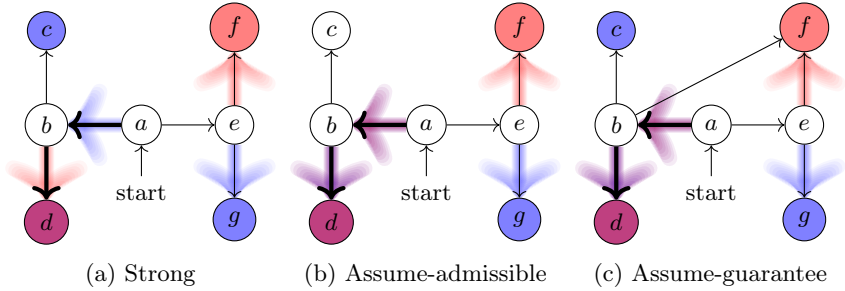 c f c f c f
b a e b a e b a e
start start start
d g d g d g
(a) Strong (b) Assume-admissible (c) Assume-guarantee